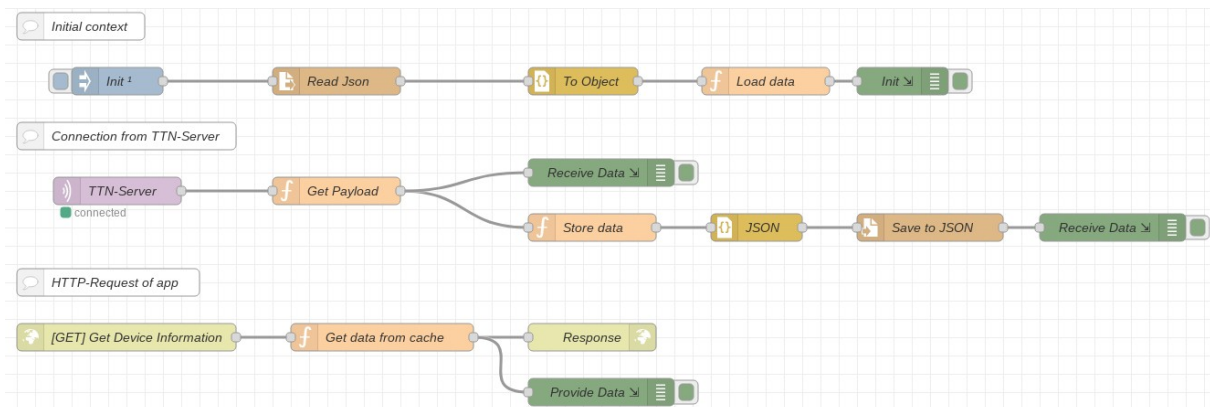 Initial context
Init ¹
Read Json
To Object
Load data
Init ⇲
Connection from TTN-Server
TTN-Server
connected
Get Payload
Receive Data ⇲
Store data
JSON
Save to JSON
Receive Data ⇲
HTTP-Request of app
[GET] Get Device Information
Get data from cache
Response
Provide Data ⇲